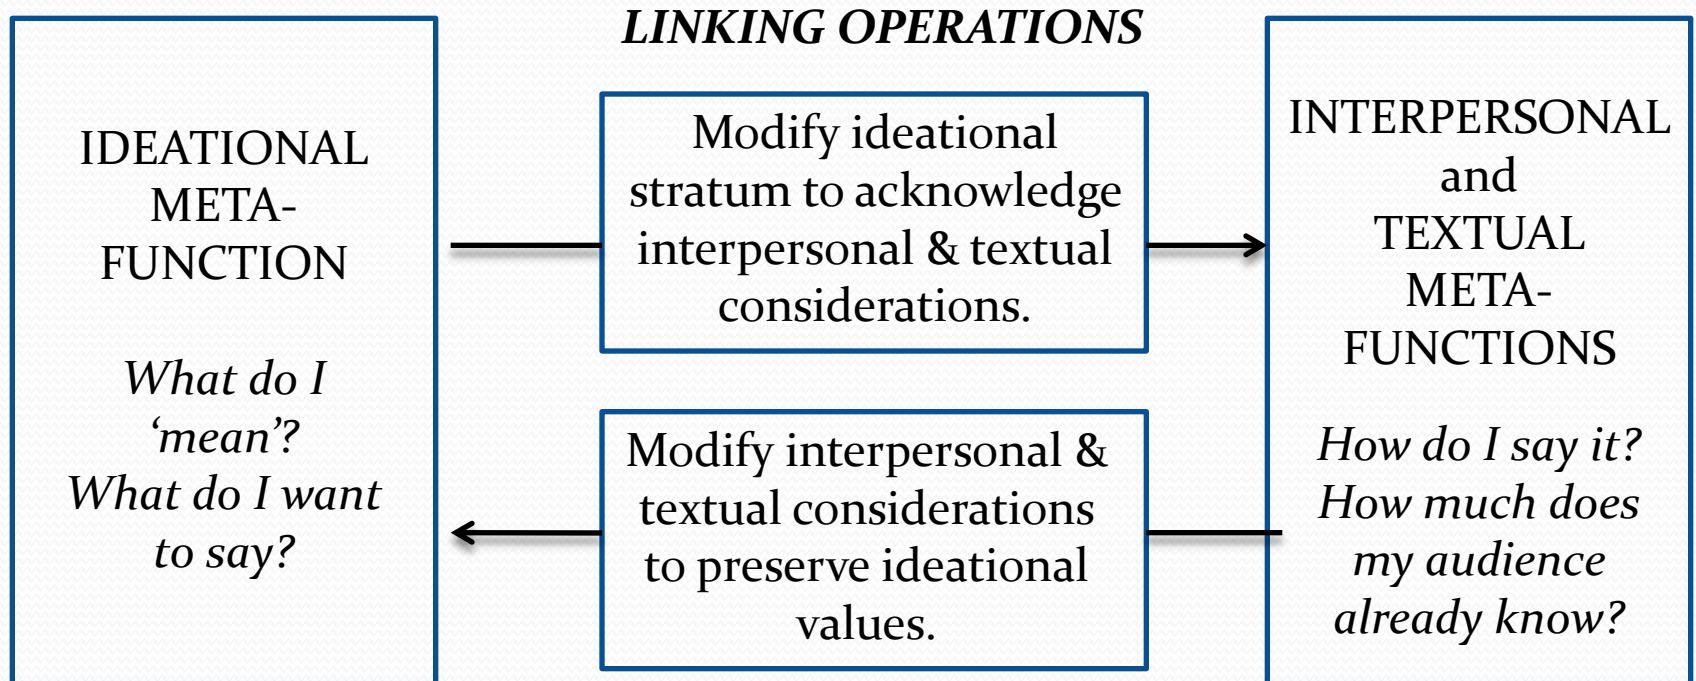 LINKING OPERATIONS
IDEATIONAL
META-
FUNCTION
What do I
‘mean’?
What do I want
to say?
Modify ideational
stratum to acknowledge
interpersonal & textual
considerations.
Modify interpersonal &
textual considerations
to preserve ideational
values.
INTERPERSONAL
and
TEXTUAL
META-
FUNCTIONS
How do I say it?
How much does
my audience
already know?